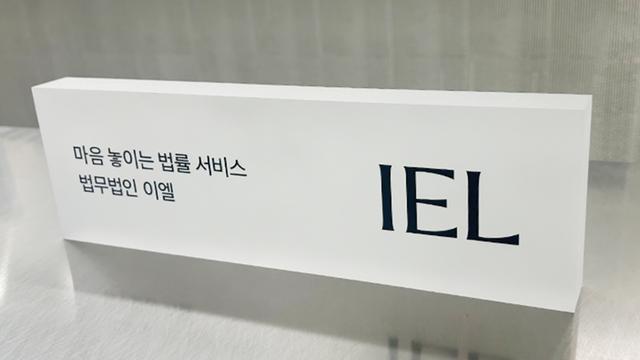 마음 놓이는 법률 서비스
법무법인 이엘
IEL